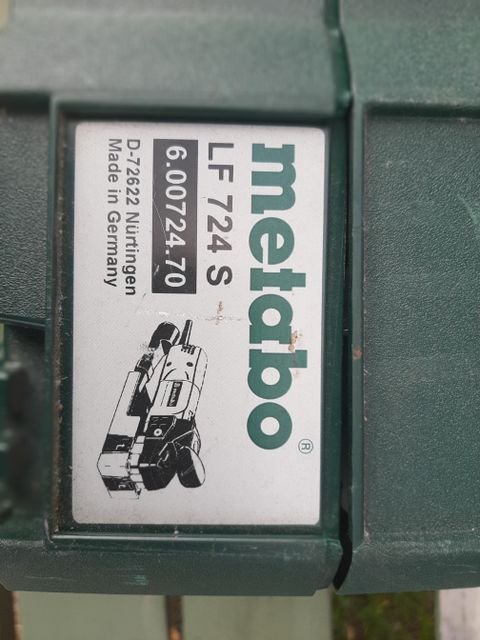 metabo®
LF 724 S
6.00724.70
D-72622 Nürtingen
Made in Germany